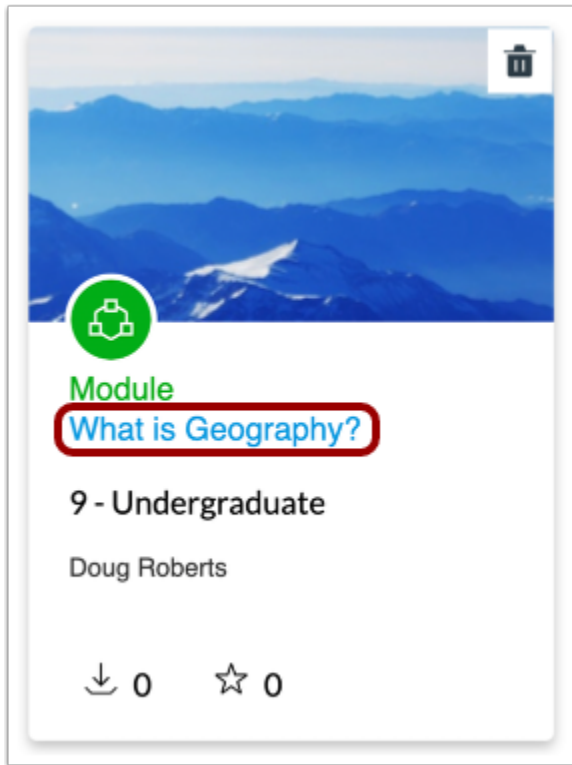 Module
What is Geography?
9 - Undergraduate
Doug Roberts
0 0